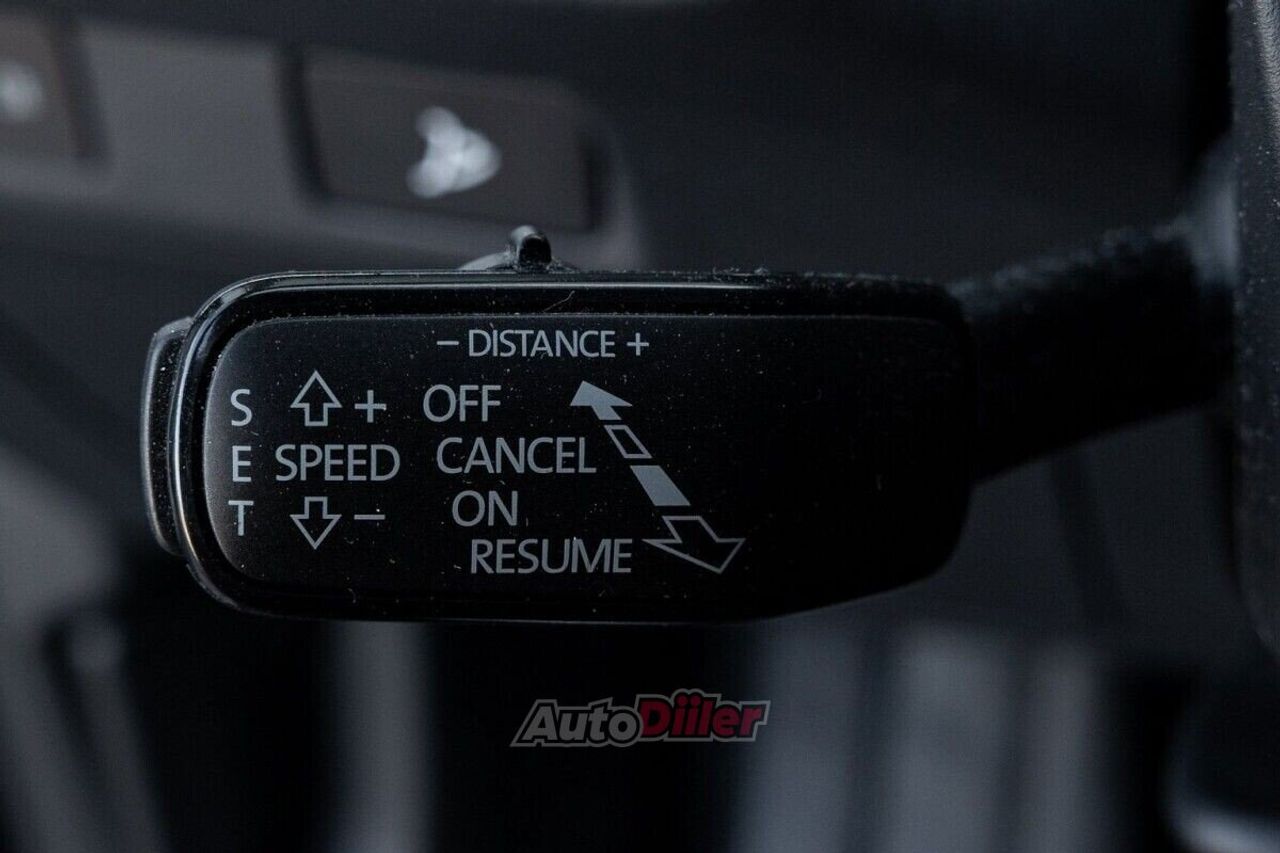 – DISTANCE +
S + OFF
E SPEED CANCEL
T – ON
RESUME
AutoDiiler